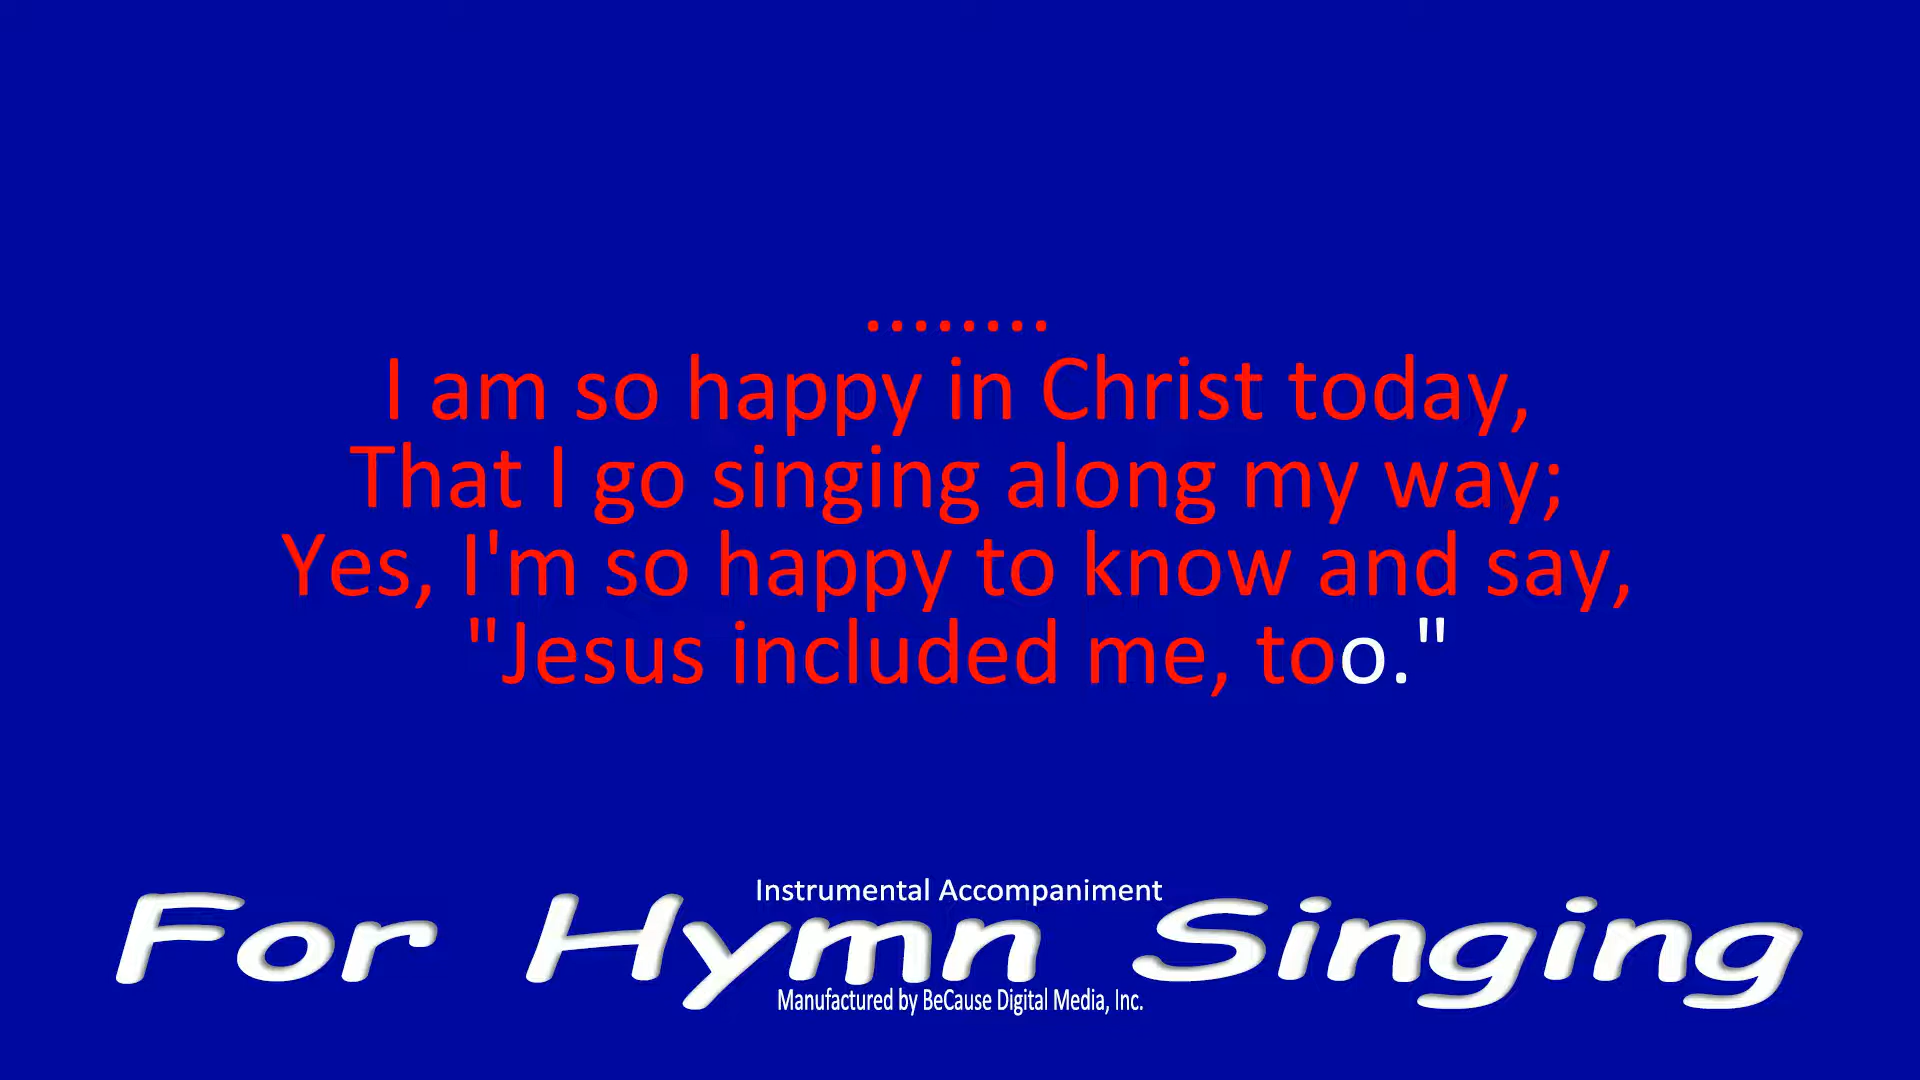 ........
I am so happy in Christ today,
That I go singing along my way;
Yes, I'm so happy to know and say,
"Jesus included me, too."
Instrumental Accompaniment
For Hymn Singing
Manufactured by BeCause Digital Media, Inc.